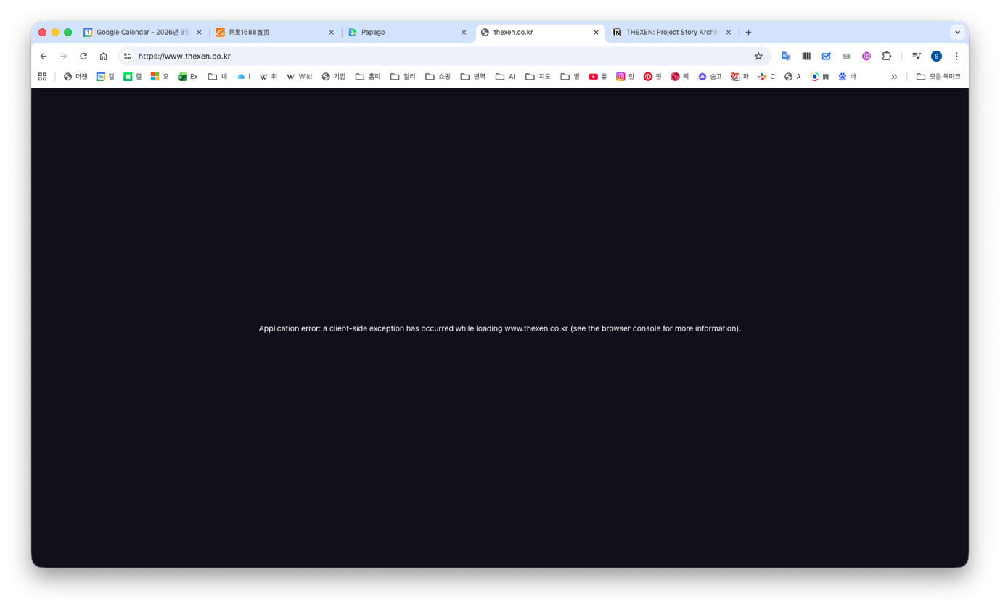 Google Calendar - 2026년 3월
阿里1688首页
Papago
thexen.co.kr
THEXEN: Project Story Archiv
https://www.thexen.co.kr
S
더젠 캘 캘 오 Ex 네 i 위 Wiki 기업 홈피 알리 쇼핑 번역 AI 지도 땅 유 인 핀 팩 숨고 파 C A 腾 바 모든 북마크
Application error: a client-side exception has occurred while loading www.thexen.co.kr (see the browser console for more information).